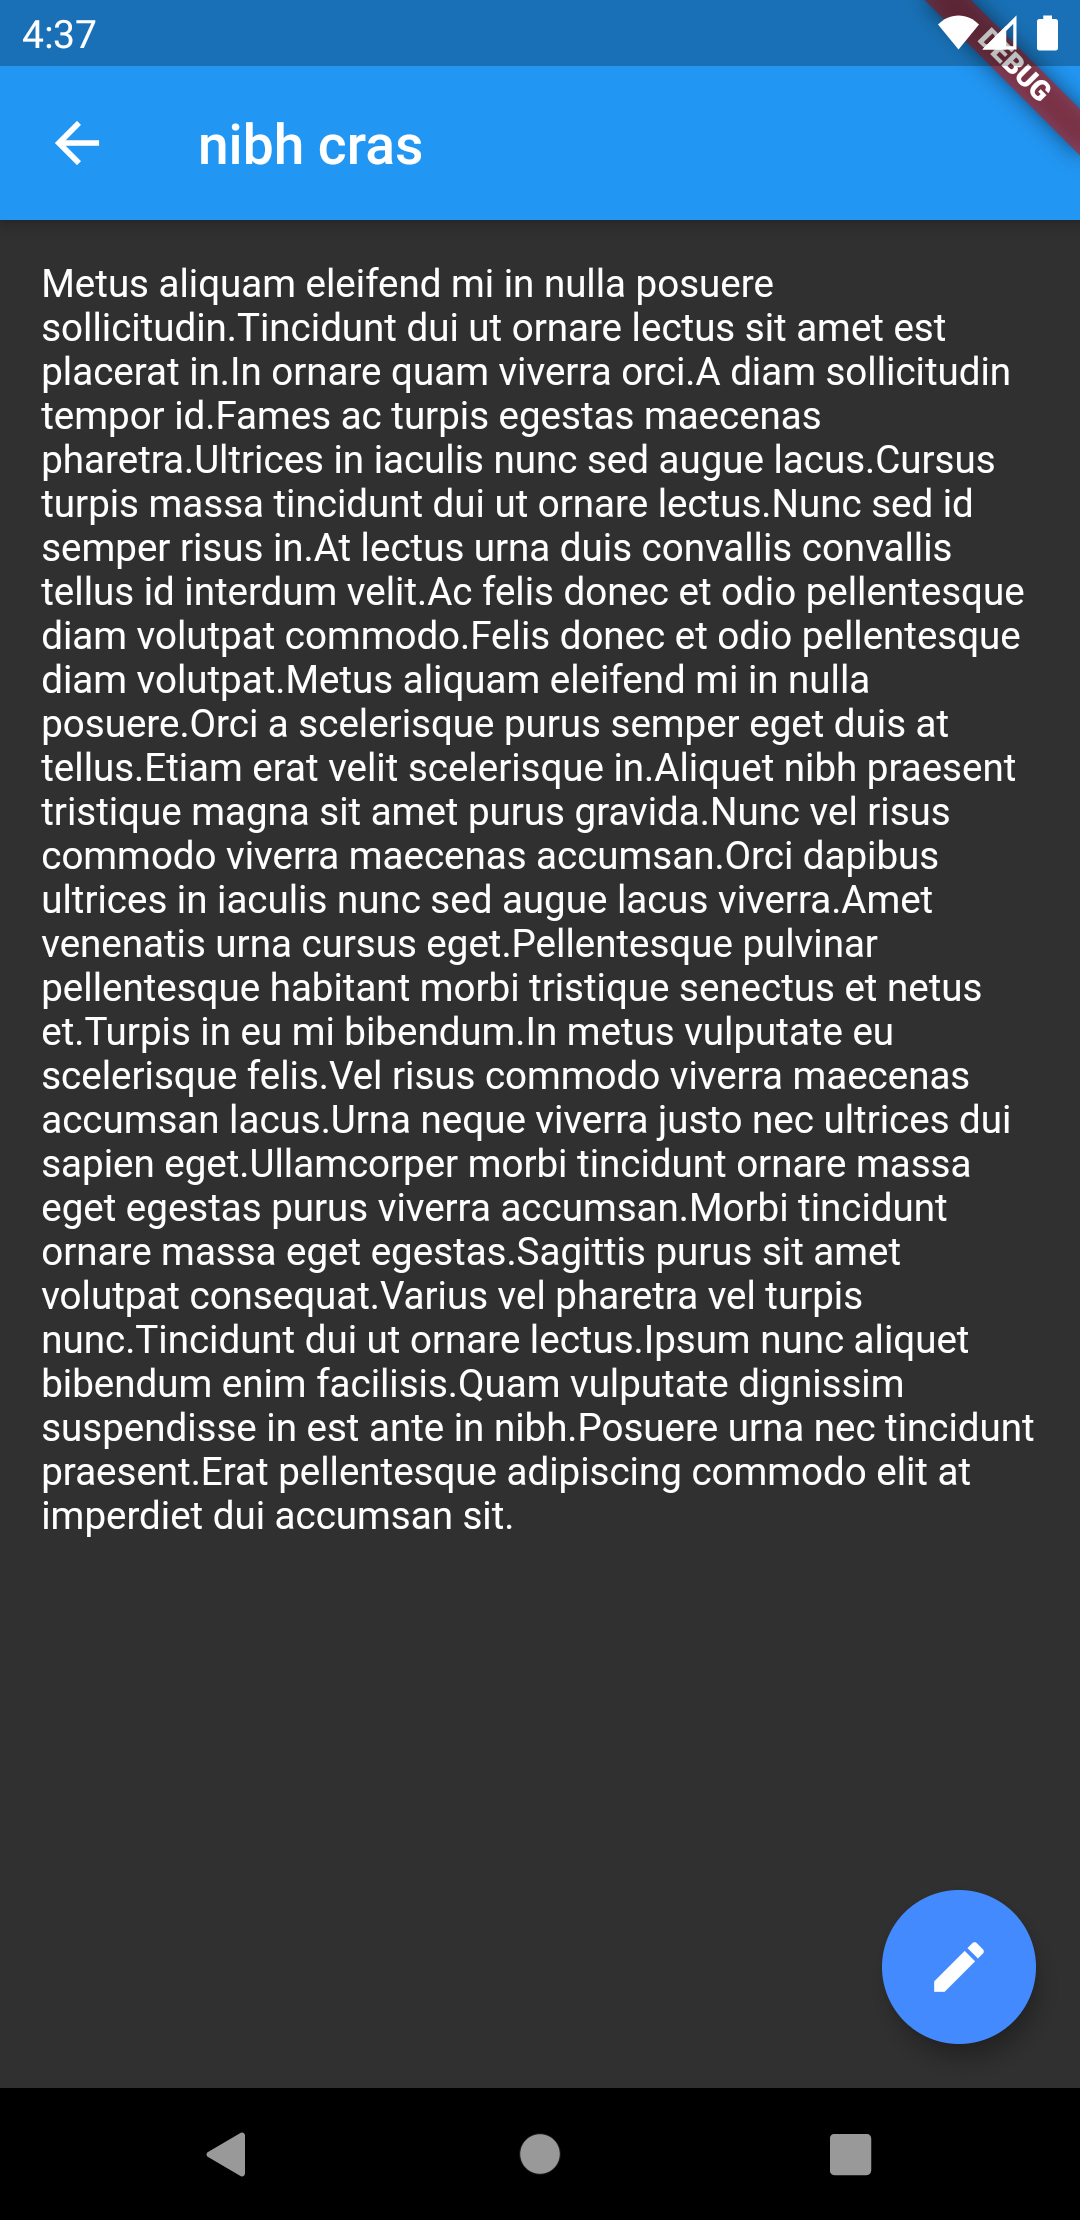 4:37
DEBUG
nibh cras
Metus aliquam eleifend mi in nulla posuere
sollicitudin.Tincidunt dui ut ornare lectus sit amet est
placerat in.In ornare quam viverra orci.A diam sollicitudin
tempor id.Fames ac turpis egestas maecenas
pharetra.Ultrices in iaculis nunc sed augue lacus.Cursus
turpis massa tincidunt dui ut ornare lectus.Nunc sed id
semper risus in.At lectus urna duis convallis convallis
tellus id interdum velit.Ac felis donec et odio pellentesque
diam volutpat commodo.Felis donec et odio pellentesque
diam volutpat.Metus aliquam eleifend mi in nulla
posuere.Orci a scelerisque purus semper eget duis at
tellus.Etiam erat velit scelerisque in.Aliquet nibh praesent
tristique magna sit amet purus gravida.Nunc vel risus
commodo viverra maecenas accumsan.Orci dapibus
ultrices in iaculis nunc sed augue lacus viverra.Amet
venenatis urna cursus eget.Pellentesque pulvinar
pellentesque habitant morbi tristique senectus et netus
et.Turpis in eu mi bibendum.In metus vulputate eu
scelerisque felis.Vel risus commodo viverra maecenas
accumsan lacus.Urna neque viverra justo nec ultrices dui
sapien eget.Ullamcorper morbi tincidunt ornare massa
eget egestas purus viverra accumsan.Morbi tincidunt
ornare massa eget egestas.Sagittis purus sit amet
volutpat consequat.Varius vel pharetra vel turpis
nunc.Tincidunt dui ut ornare lectus.Ipsum nunc aliquet
bibendum enim facilisis.Quam vulputate dignissim
suspendisse in est ante in nibh.Posuere urna nec tincidunt
praesent.Erat pellentesque adipiscing commodo elit at
imperdiet dui accumsan sit.